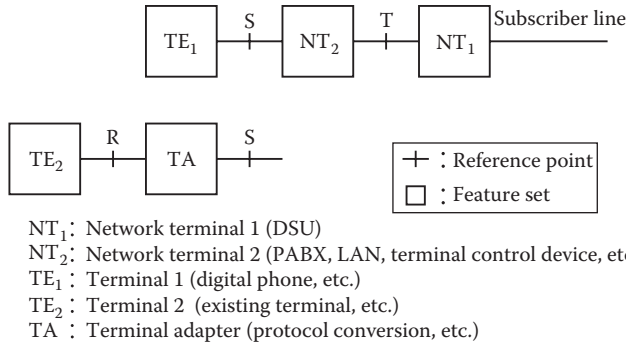 S T Subscriber line
TE₁ NT₂ NT₁
R S
TE₂ TA
: Reference point
: Feature set
NT₁: Network terminal 1 (DSU)
NT₂: Network terminal 2 (PABX, LAN, terminal control device, et
TE₁ : Terminal 1 (digital phone, etc.)
TE₂ : Terminal 2 (existing terminal, etc.)
TA : Terminal adapter (protocol conversion, etc.)